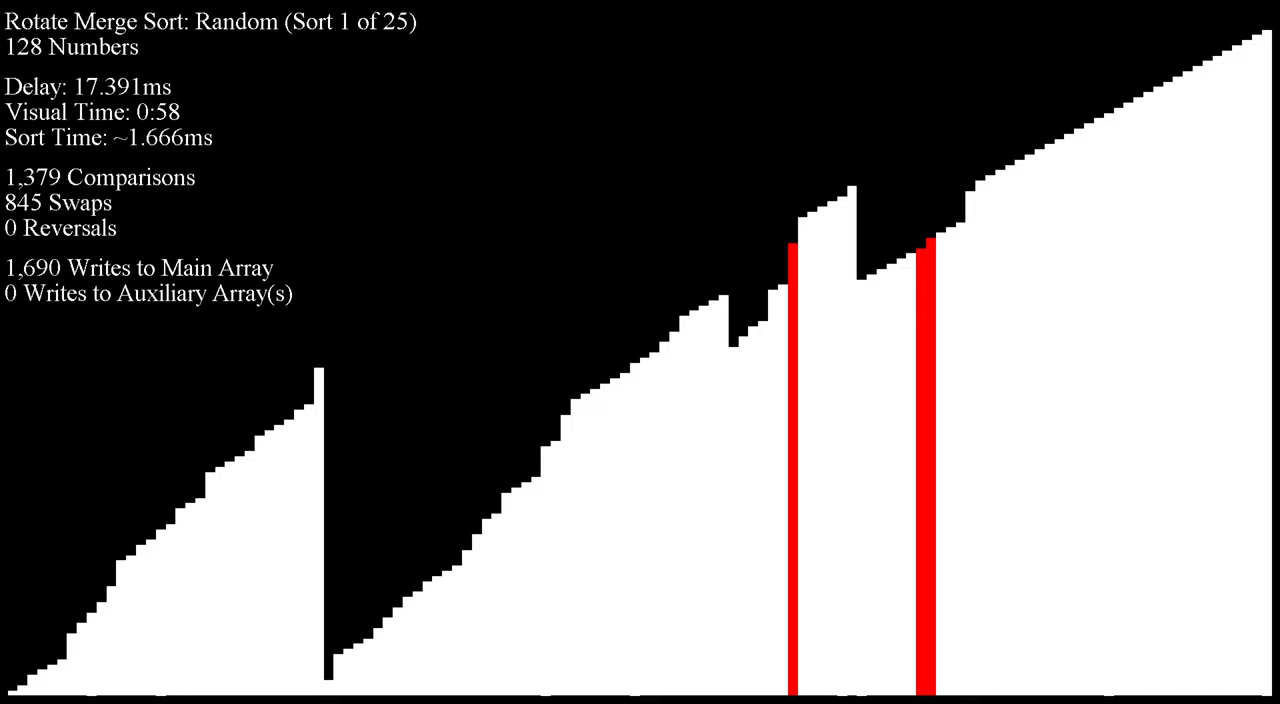 Rotate Merge Sort: Random (Sort 1 of 25)
128 Numbers
Delay: 17.391ms
Visual Time: 0:58
Sort Time: ~1.666ms
1,379 Comparisons
845 Swaps
0 Reversals
1,690 Writes to Main Array
0 Writes to Auxiliary Array(s)